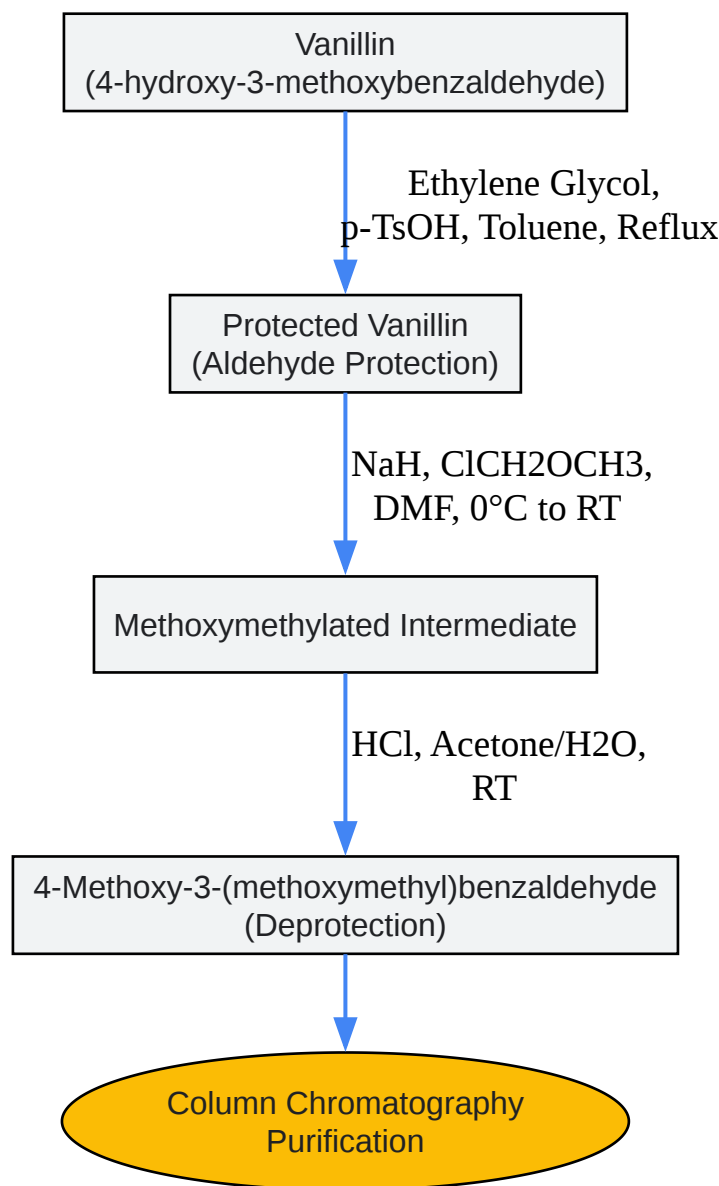 Vanillin
(4-hydroxy-3-methoxybenzaldehyde)
Ethylene Glycol,
p-TsOH, Toluene, Reflux
Protected Vanillin
(Aldehyde Protection)
NaH, ClCH2OCH3,
DMF, 0°C to RT
Methoxymethylated Intermediate
HCl, Acetone/H2O,
RT
4-Methoxy-3-(methoxymethyl)benzaldehyde
(Deprotection)
Column Chromatography
Purification